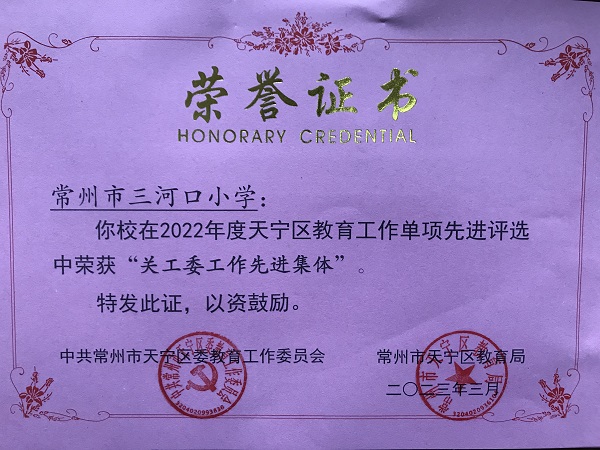 荣誉证书
HONORARY CREDENTIAL
常州市三河口小学：
你校在2022年度天宁区教育工作单项先进评选
中荣获“关工委工作先进集体”。
特发此证，以资鼓励。
中共常州市天宁区委教育工作委员会 常州市天宁区教育局
二〇二三年三月